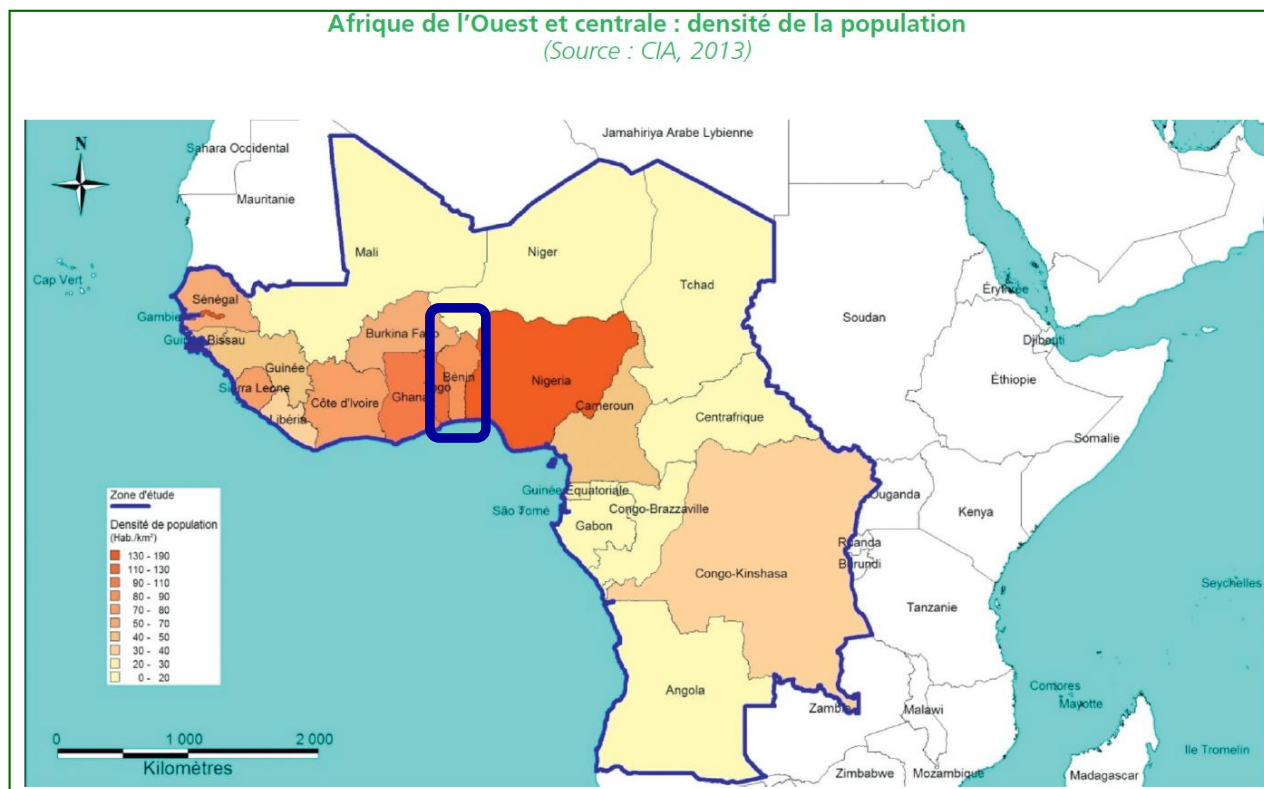 Afrique de l'Ouest et centrale : densité de la population
(Source : CIA, 2013)
Jamahiriya Arabe Lybienne
N
Sahara Occidental
Mauritanie
Mali
Niger
Tchad
Cap Vert
Sénégal
Gambie
Érythrée
Soudan
Burkina Faso
Djibouti
Bissau
Guinée
Bénin
Nigeria
Éthiopie
Sierra Leone
Côte d'Ivoire
Ghana
Cameroun
Libéria
Centrafrique
Somalie
Guinée Équatoriale
Ouganda
São Tomé
Congo-Brazzaville
Kenya
Gabon
Zone d'étude
Densité de population
(Hab./km²)
130 - 190
110 - 130
90 - 110
80 - 90
70 - 80
50 - 70
40 - 50
30 - 40
20 - 30
0 - 20
Ruanda
Burundi
Congo-Kinshasa
Seychelles
Tanzanie
Angola
Comores
Mayotte
Zambie
Malawi
0 1 000 2 000
Kilomètres
Ile Tromelin
Zimbabwe
Mozambique
Madagascar